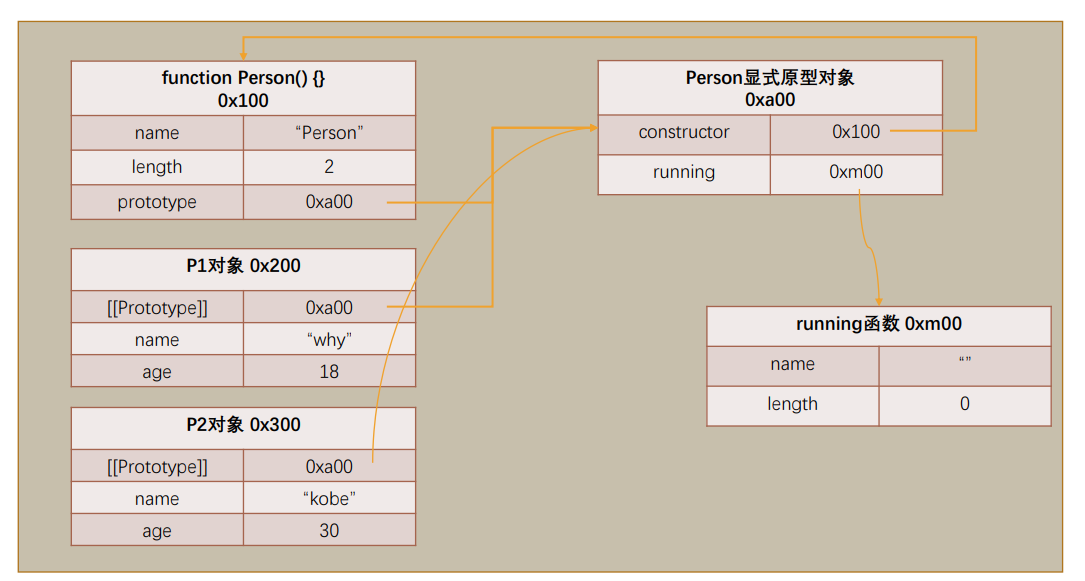 function Person() {}
0x100
name “Person”
length 2
prototype 0xa00
P1对象 0x200
[[Prototype]] 0xa00
name “why”
age 18
P2对象 0x300
[[Prototype]] 0xa00
name “kobe”
age 30
Person显式原型对象
0xa00
constructor 0x100
running 0xm00
running函数 0xm00
name “”
length 0